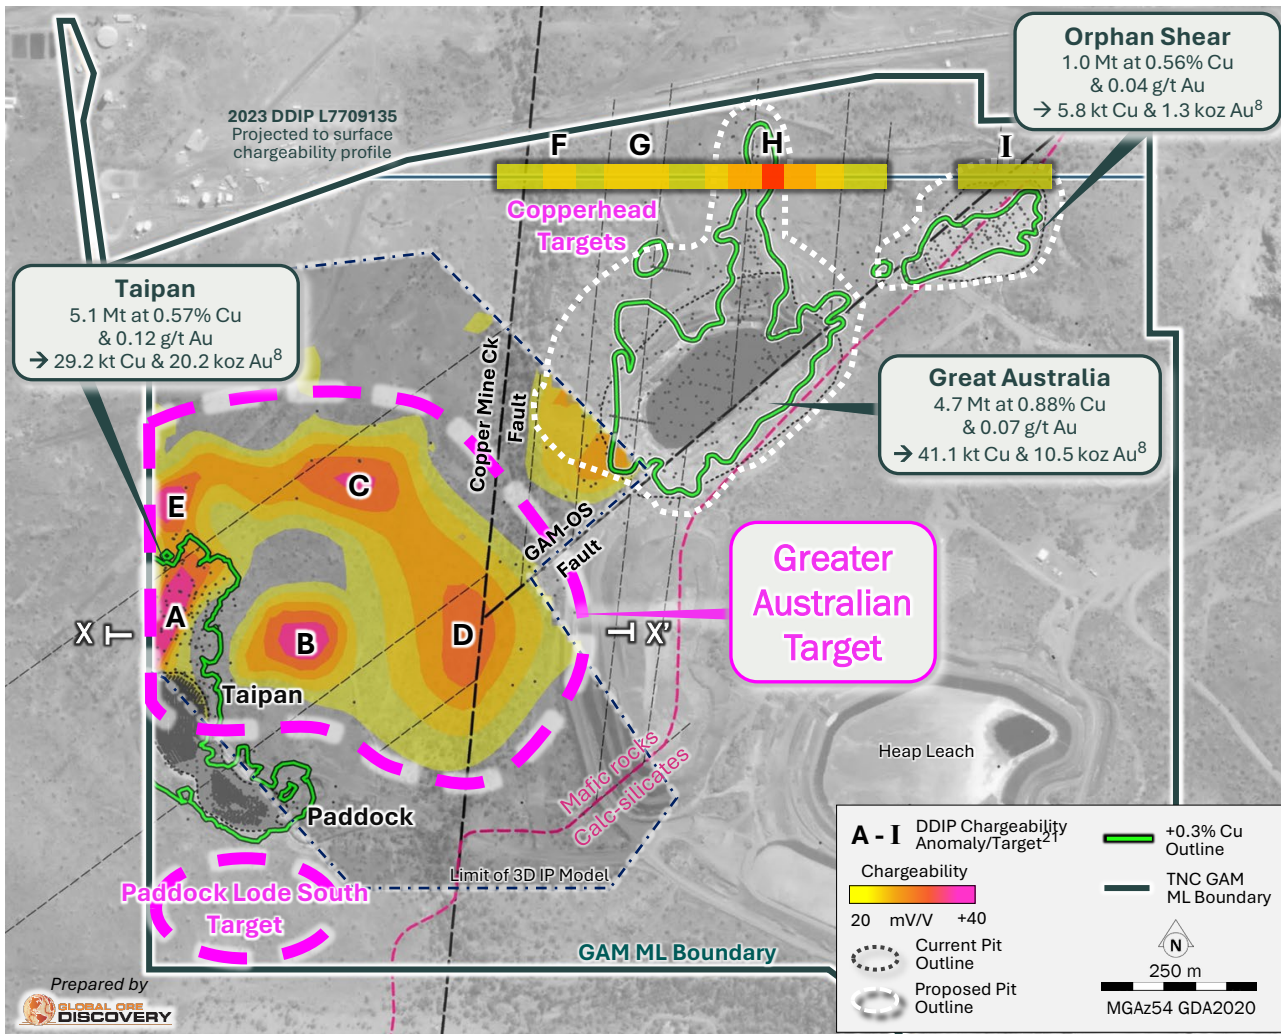 Orphan Shear
1.0 Mt at 0.56% Cu
& 0.04 g/t Au
→ 5.8 kt Cu & 1.3 koz Au⁸
2023 DDIP L7709135
Projected to surface
chargeability profile
F
G
H
I
Copperhead
Targets
Taipan
5.1 Mt at 0.57% Cu
& 0.12 g/t Au
→ 29.2 kt Cu & 20.2 koz Au⁸
Great Australia
4.7 Mt at 0.88% Cu
& 0.07 g/t Au
→ 41.1 kt Cu & 10.5 koz Au⁸
Copper Mine Ck
Fault
C
E
GAM-OS
Fault
Greater
Australian
Target
A
B
D
X
X'
Taipan
Mafic rocks
Calc-silicates
Heap Leach
Paddock
Limit of 3D IP Model
Paddock Lode South
Target
GAM ML Boundary
Prepared by
GLOBAL ORE
DISCOVERY
A - I
DDIP Chargeability
Anomaly/Target²¹
Chargeability
20 mV/V +40
Current Pit
Outline
Proposed Pit
Outline
+0.3% Cu
Outline
TNC GAM
ML Boundary
N
250 m
MGAz54 GDA2020